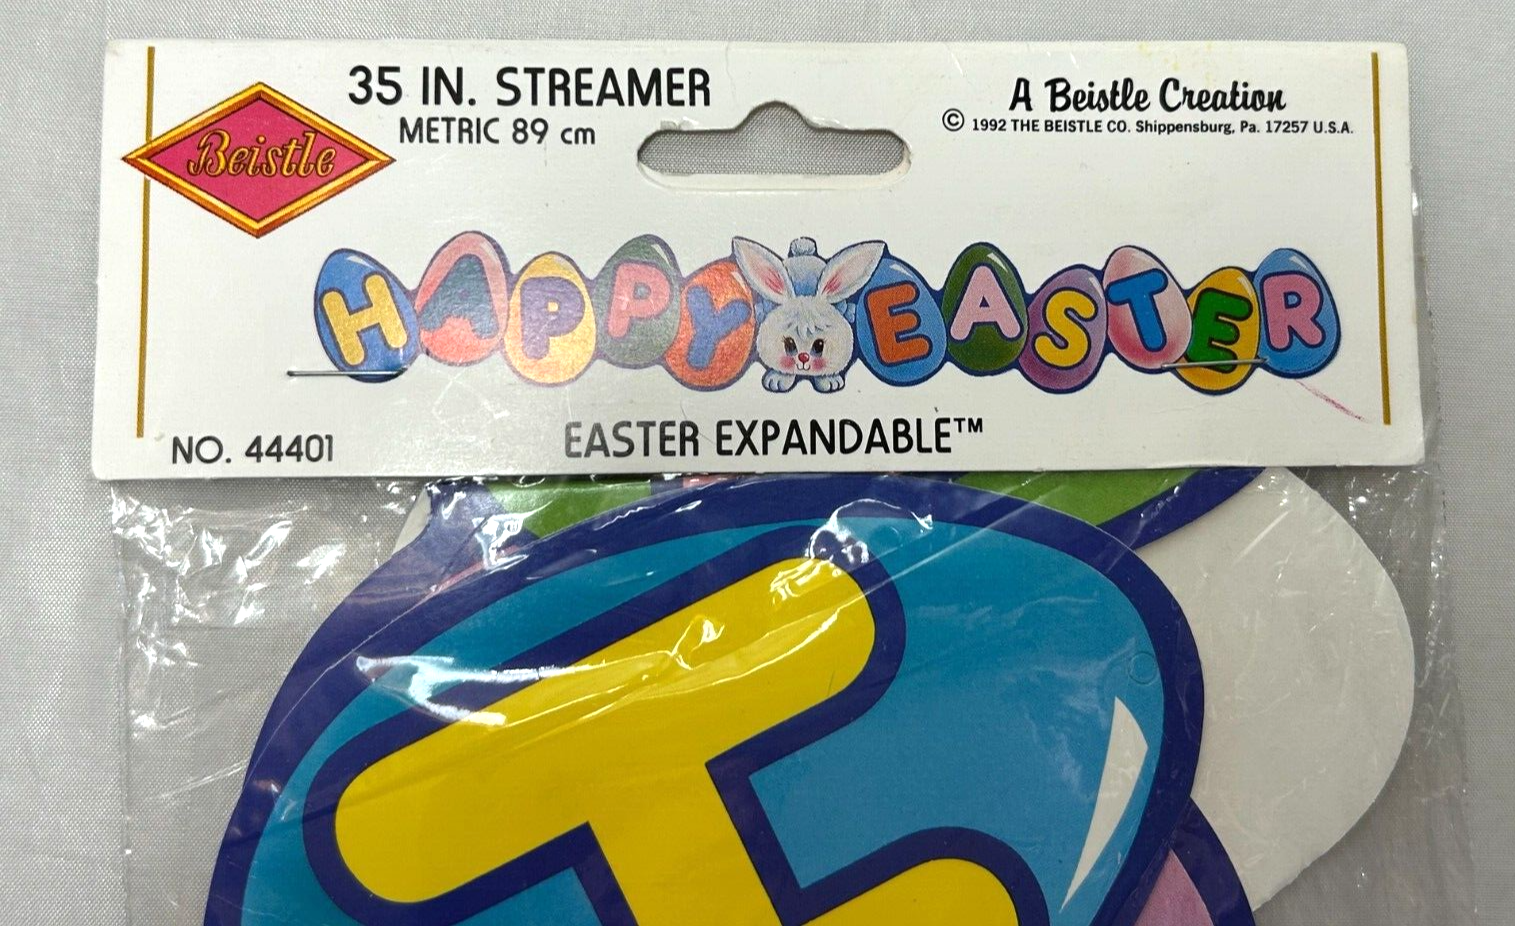 Beistle
35 IN. STREAMER
METRIC 89 cm
A Beistle Creation
© 1992 THE BEISTLE CO. Shippensburg, Pa. 17257 U.S.A.
HAPPY EASTER
NO. 44401
EASTER EXPANDABLE™
H